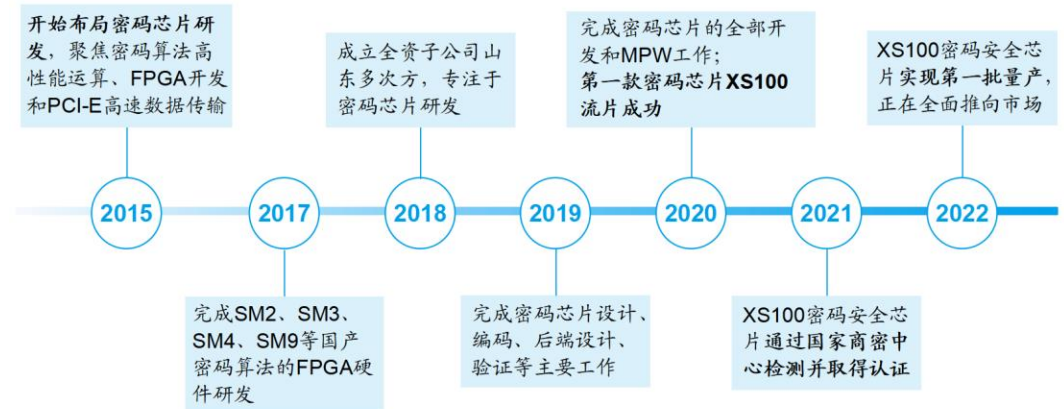 开始布局密码芯片研
发，聚焦密码算法高
性能运算、FPGA开发
和PCI-E高速数据传输
成立全资子公司山
东多次方，专注于
密码芯片研发
完成密码芯片的全部开
发和MPW工作；
第一款密码芯片XS100
流片成功
XS100密码安全芯
片实现第一批量产，
正在全面推向市场
2015
2017
2018
2019
2020
2021
2022
完成SM2、SM3、
SM4、SM9等国产
密码算法的FPGA硬
件研发
完成密码芯片设计、
编码、后端设计、
验证等主要工作
XS100密码安全芯
片通过国家商密中
心检测并取得认证